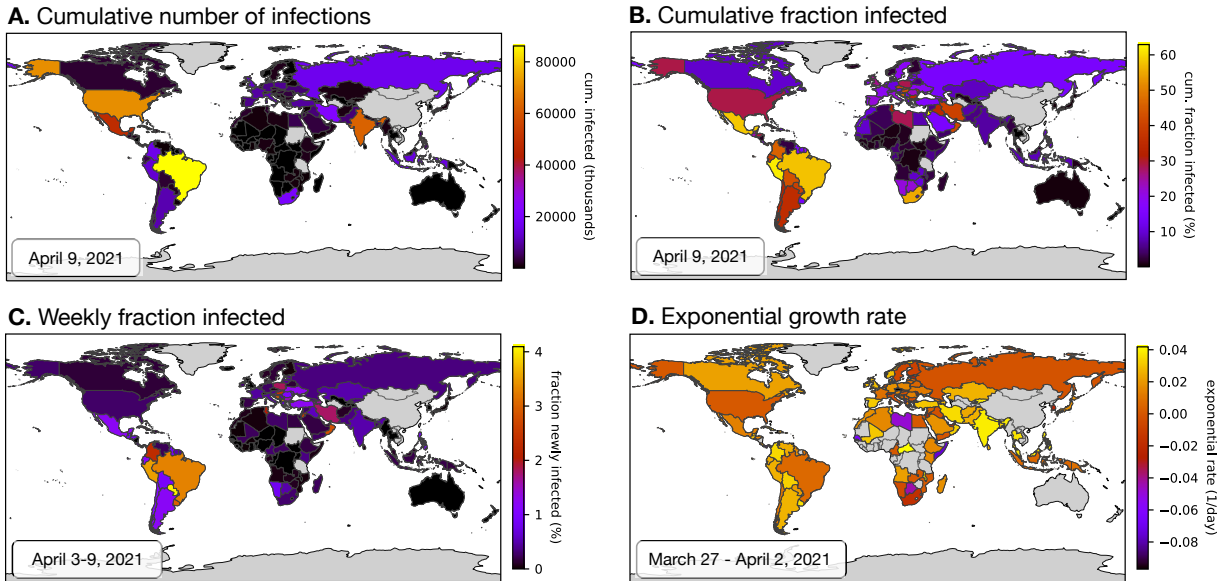 A. Cumulative number of infections
80000
60000
40000
20000
cum. infected (thousands)
April 9, 2021
B. Cumulative fraction infected
60
50
40
30
20
10
cum. fraction infected (%)
April 9, 2021
C. Weekly fraction infected
4
3
2
1
0
fraction newly infected (%)
April 3-9, 2021
D. Exponential growth rate
0.04
0.02
0.00
−0.02
−0.04
−0.06
−0.08
exponential rate (1/day)
March 27 - April 2, 2021